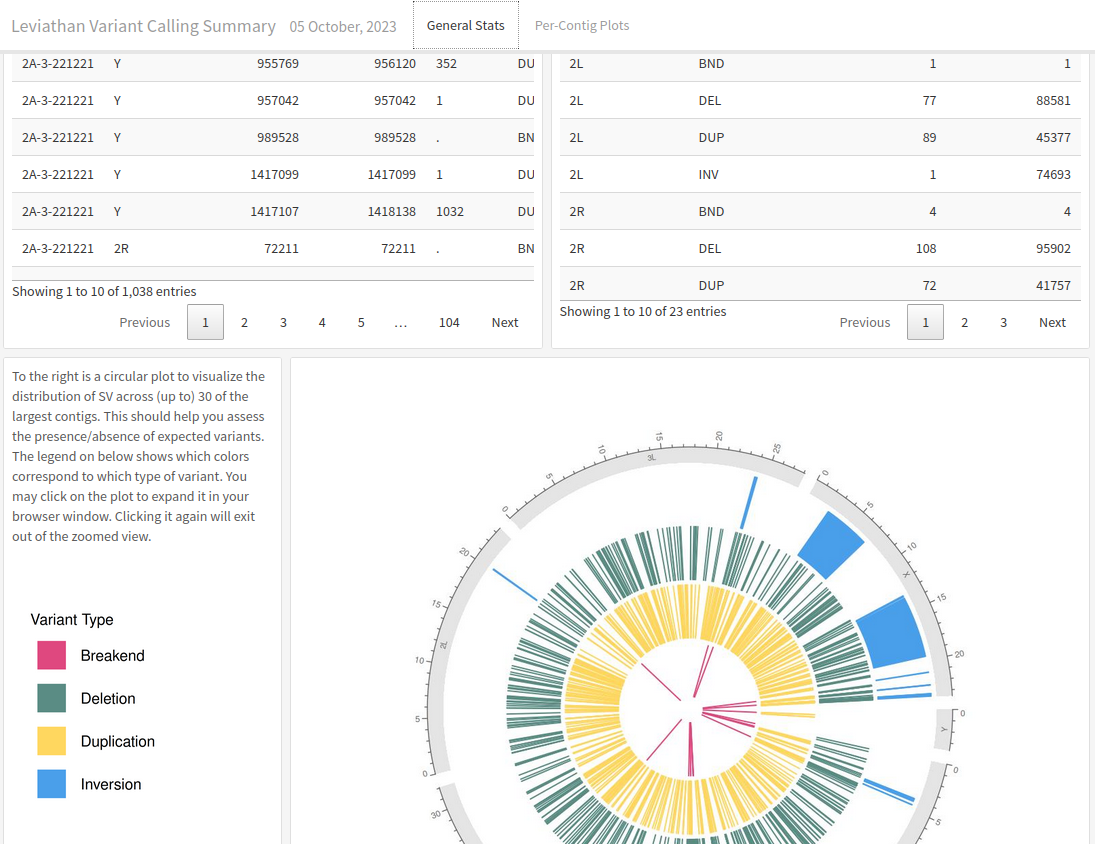 Leviathan Variant Calling Summary 05 October, 2023 General Stats Per-Contig Plots
2A-3-221221 Y 955769 956120 352 DU
2A-3-221221 Y 957042 957042 1 DU
2A-3-221221 Y 989528 989528 . BN
2A-3-221221 Y 1417099 1417099 1 DU
2A-3-221221 Y 1417107 1418138 1032 DU
2A-3-221221 2R 72211 72211 . BN
Showing 1 to 10 of 1,038 entries
Previous 1 2 3 4 5 … 104 Next
2L BND 1 1
2L DEL 77 88581
2L DUP 89 45377
2L INV 1 74693
2R BND 4 4
2R DEL 108 95902
2R DUP 72 41757
Showing 1 to 10 of 23 entries
Previous 1 2 3 Next
To the right is a circular plot to visualize the
distribution of SV across (up to) 30 of the
largest contigs. This should help you assess
the presence/absence of expected variants.
The legend on below shows which colors
correspond to which type of variant. You
may click on the plot to expand it in your
browser window. Clicking it again will exit
out of the zoomed view.
Variant Type
Breakend
Deletion
Duplication
Inversion
0 5 10 15 20 25
3L
0 5 10 15 20
X
0
Y
0 5
0 5 10 15 20
2L
30